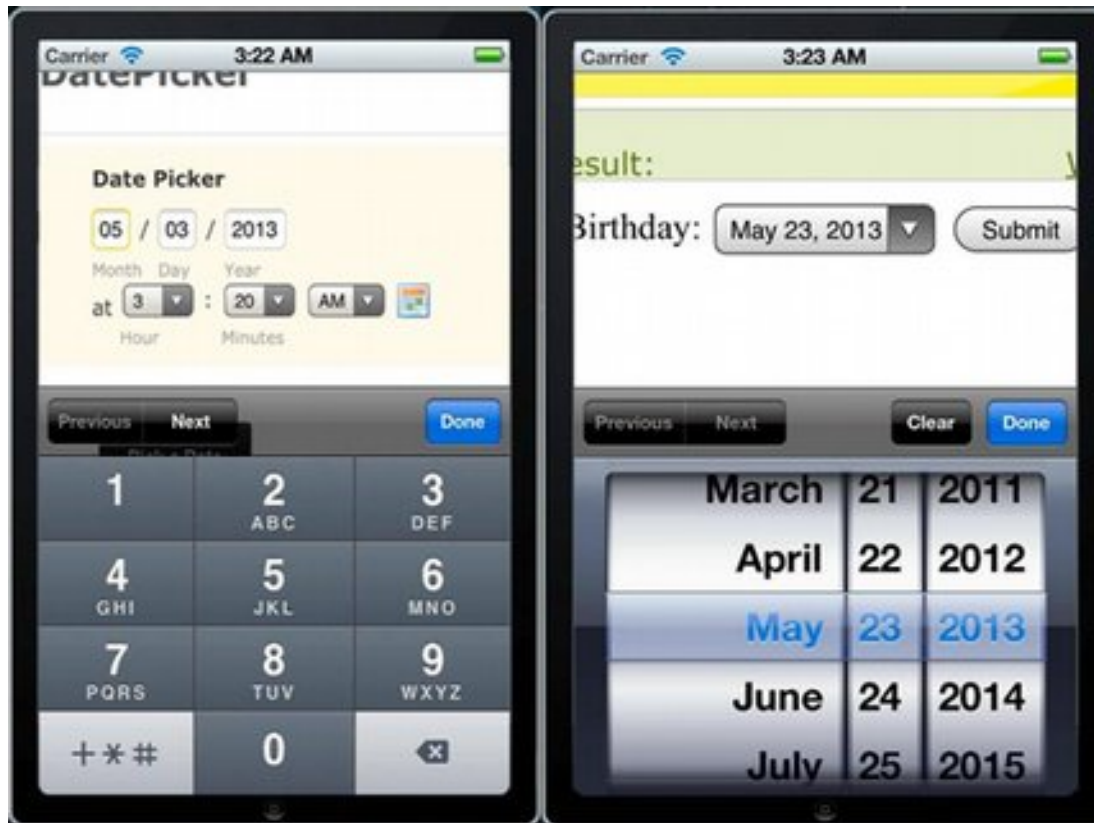 Carrier 3:22 AM
DatePicker
Date Picker
05 / 03 / 2013
Month Day Year
at 3 : 20 AM
Hour Minutes
Previous Next Done
Pick a Date
1 2 3
ABC DEF
4 5 6
GHI JKL MNO
7 8 9
PQRS TUV WXYZ
+*# 0
Carrier 3:23 AM
esult:
Birthday: May 23, 2013 Submit
Previous Next Clear Done
March 21 2011
April 22 2012
May 23 2013
June 24 2014
July 25 2015